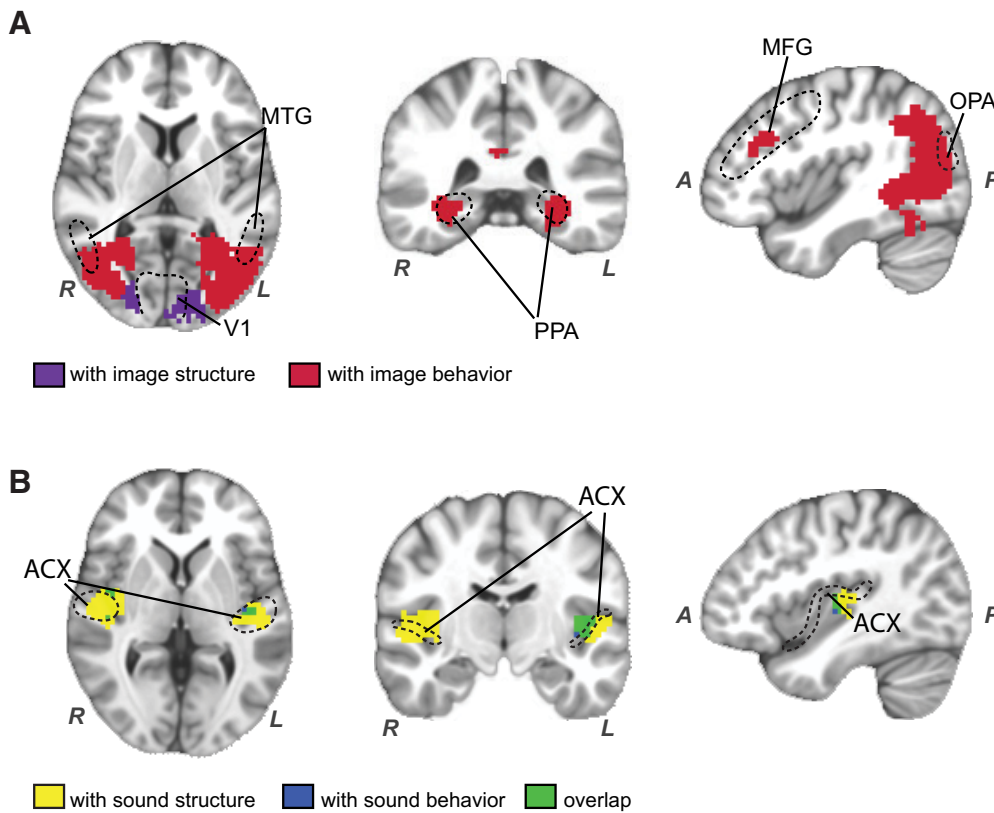 A
MTG
MFG
OPA
A
P
R
L
R
L
V1
PPA
with image structure
with image behavior
B
ACX
ACX
A
P
ACX
R
L
R
L
with sound structure
with sound behavior
overlap